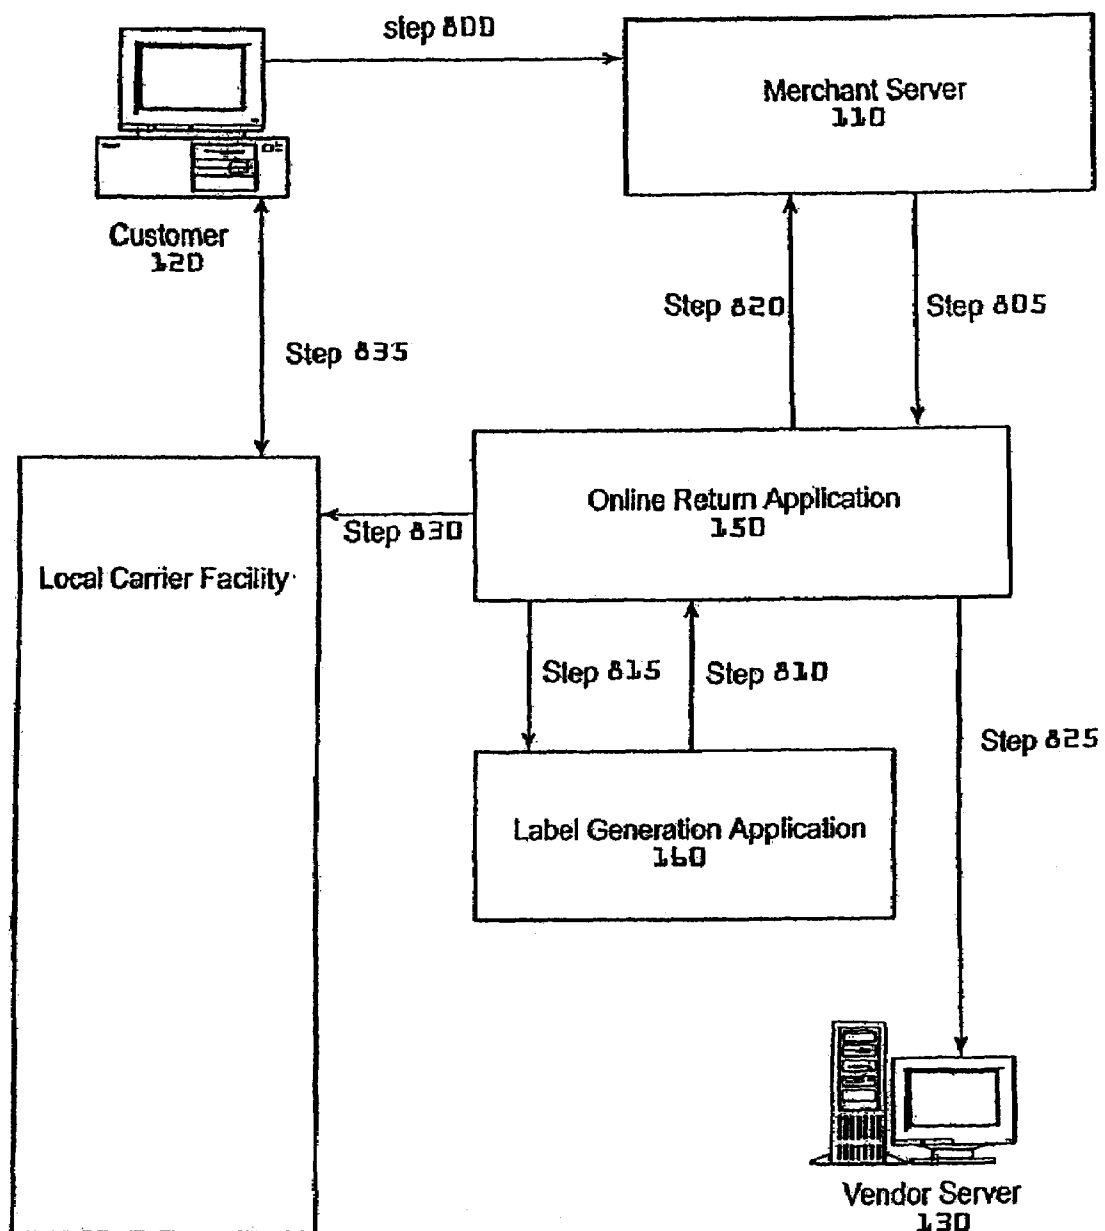 step 800
Merchant Server
110
Customer
120
Step 820
Step 805
Step 835
Online Return Application
150
Step 830
Local Carrier Facility
Step 815
Step 810
Step 825
Label Generation Application
160
Vendor Server
130